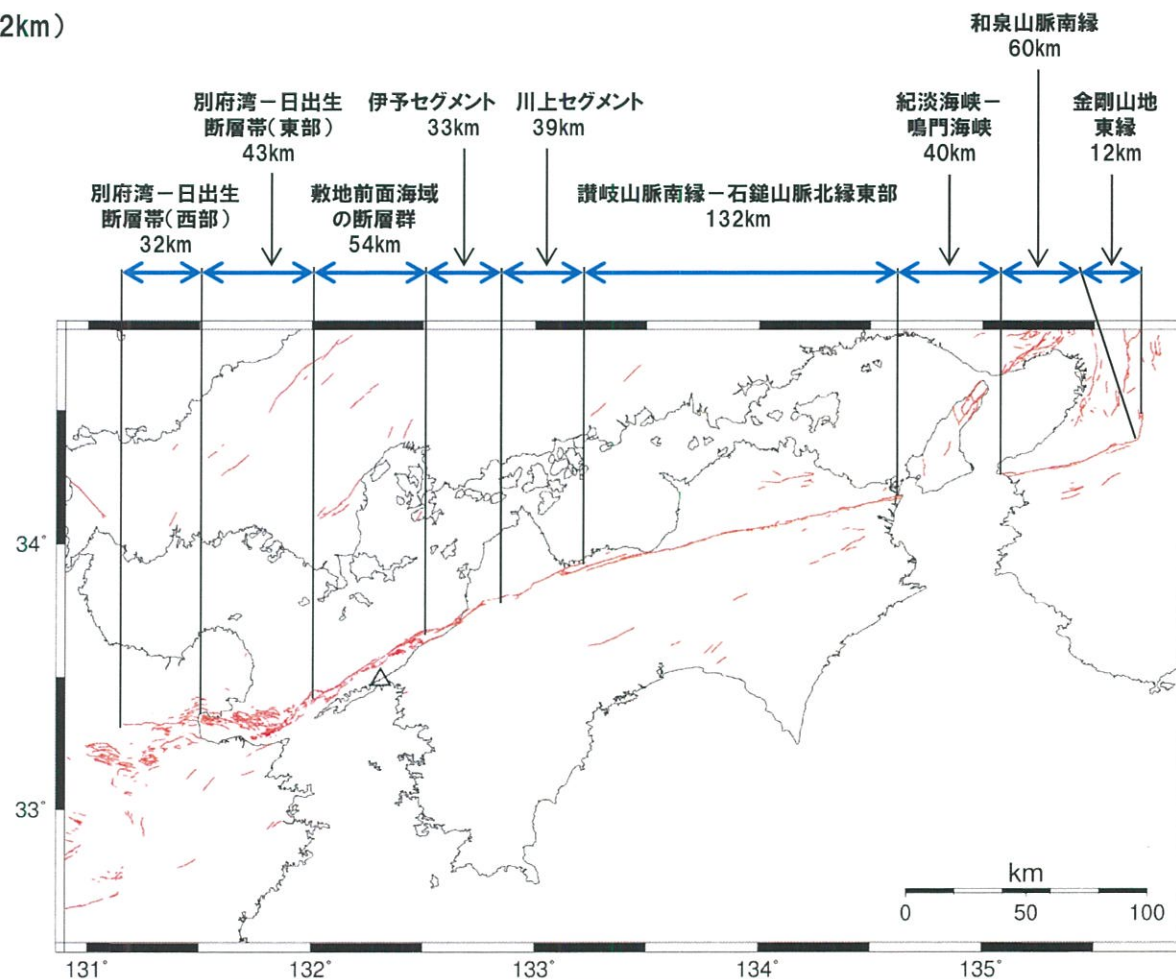 2km）
和泉山脈南縁
60km
別府湾－日出生
断層帯（東部）
43km
伊予セグメント
33km
川上セグメント
39km
紀淡海峡－
鳴門海峡
40km
金剛山地
東縁
12km
別府湾－日出生
断層帯（西部）
32km
敷地前面海域
の断層群
54km
讃岐山脈南縁－石鎚山脈北縁東部
132km
34°
33°
km
0 50 100
131° 132° 133° 134° 135°